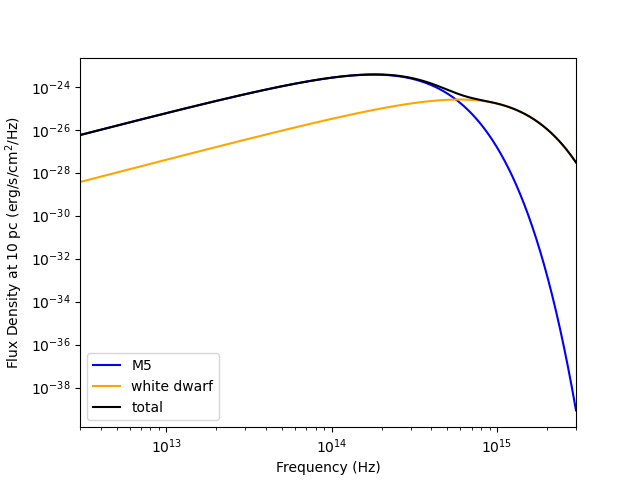 Flux Density at 10 pc (erg/s/cm²/Hz)
10⁻²⁴
10⁻²⁶
10⁻²⁸
10⁻³⁰
10⁻³²
10⁻³⁴
10⁻³⁶
10⁻³⁸
M5
white dwarf
total
10¹³ 10¹⁴ 10¹⁵
Frequency (Hz)